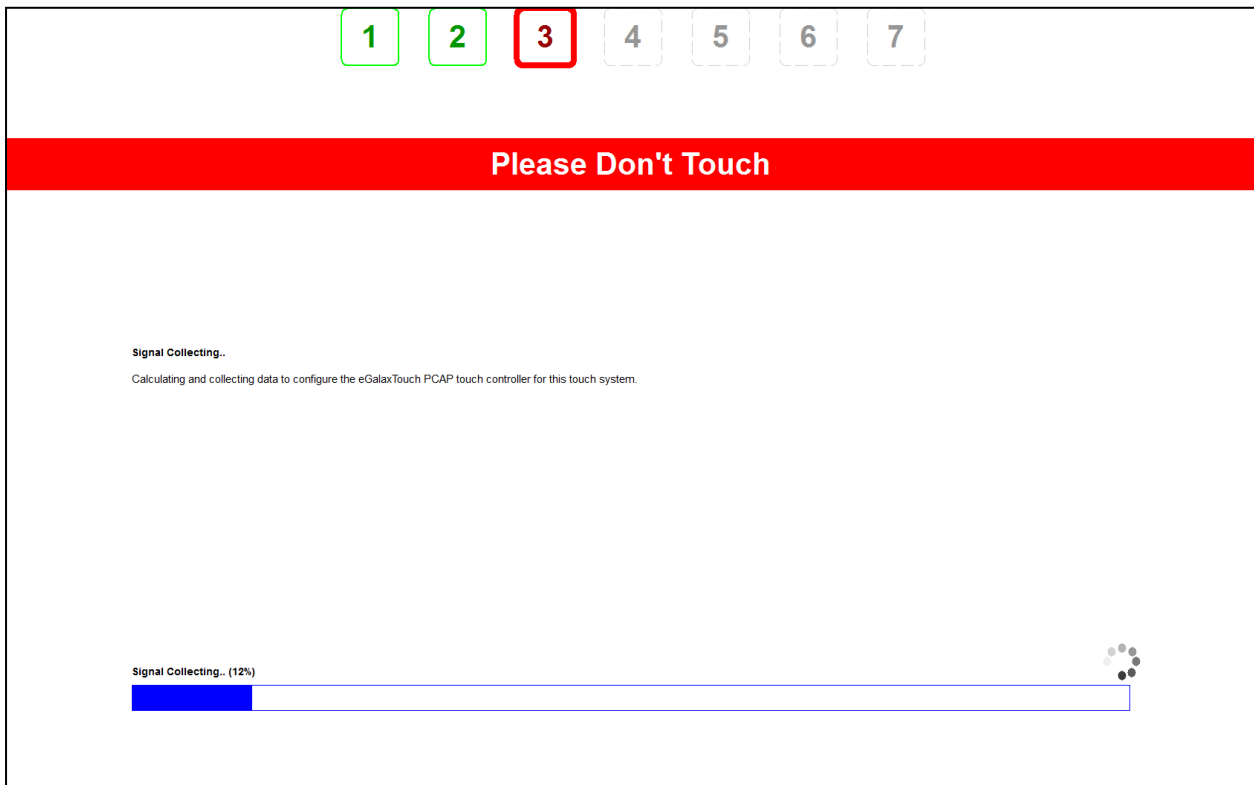 1 2 3 4 5 6 7
Please Don't Touch
Signal Collecting..
Calculating and collecting data to configure the eGalaxTouch PCAP touch controller for this touch system.
Signal Collecting.. (12%)